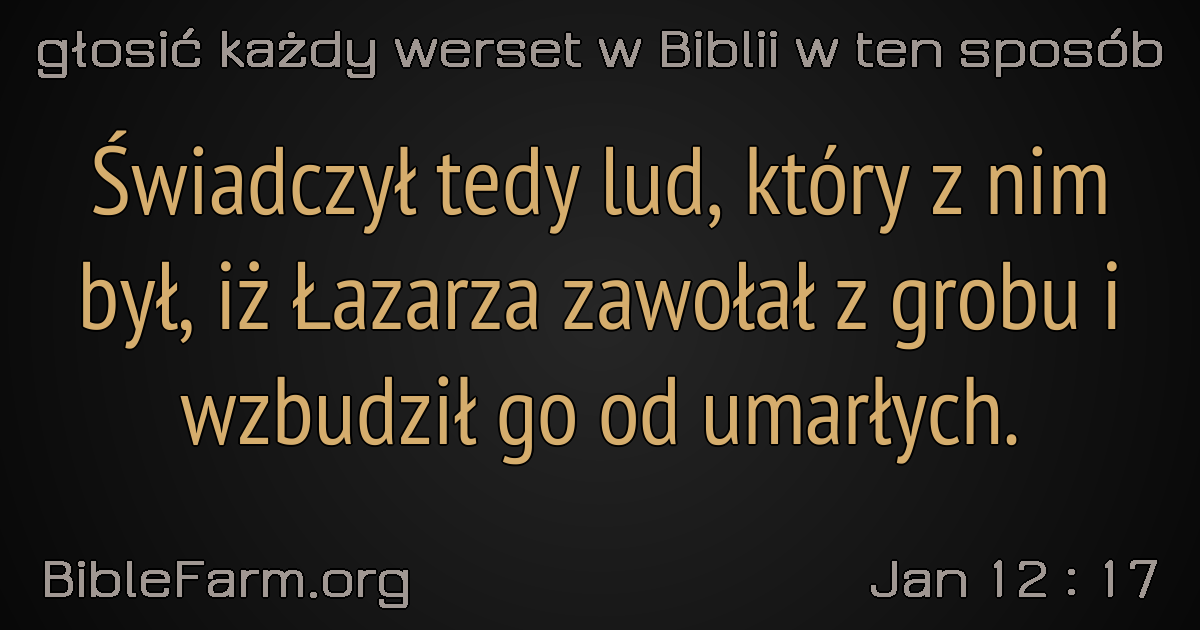 głosić każdy werset w Biblii w ten sposób
Świadczył tedy lud, który z nim
był, iż Łazarza zawołał z grobu i
wzbudził go od umarłych.
BibleFarm.org
Jan 12 : 17